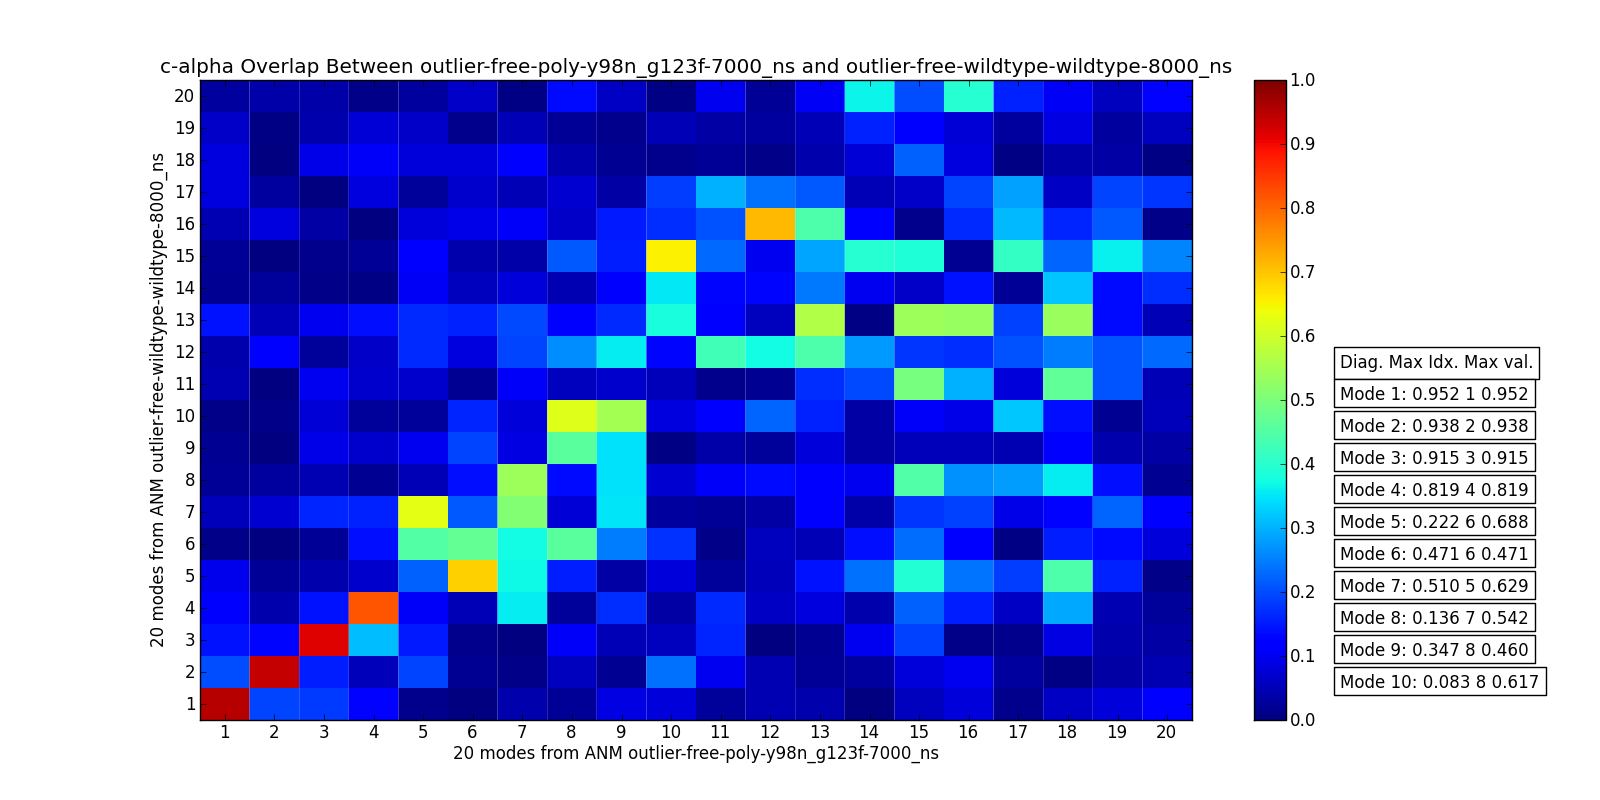 c-alpha Overlap Between outlier-free-poly-y98n_g123f-7000_ns and outlier-free-wildtype-wildtype-8000_ns
20 modes from ANM outlier-free-wildtype-wildtype-8000_ns
20
19
18
17
16
15
14
13
12
11
10
9
8
7
6
5
4
3
2
1
1 2 3 4 5 6 7 8 9 10 11 12 13 14 15 16 17 18 19 20
20 modes from ANM outlier-free-poly-y98n_g123f-7000_ns
1.0
0.9
0.8
0.7
0.6
0.5
0.4
0.3
0.2
0.1
0.0
Diag. Max Idx. Max val.
Mode 1: 0.952 1 0.952
Mode 2: 0.938 2 0.938
Mode 3: 0.915 3 0.915
Mode 4: 0.819 4 0.819
Mode 5: 0.222 6 0.688
Mode 6: 0.471 6 0.471
Mode 7: 0.510 5 0.629
Mode 8: 0.136 7 0.542
Mode 9: 0.347 8 0.460
Mode 10: 0.083 8 0.617